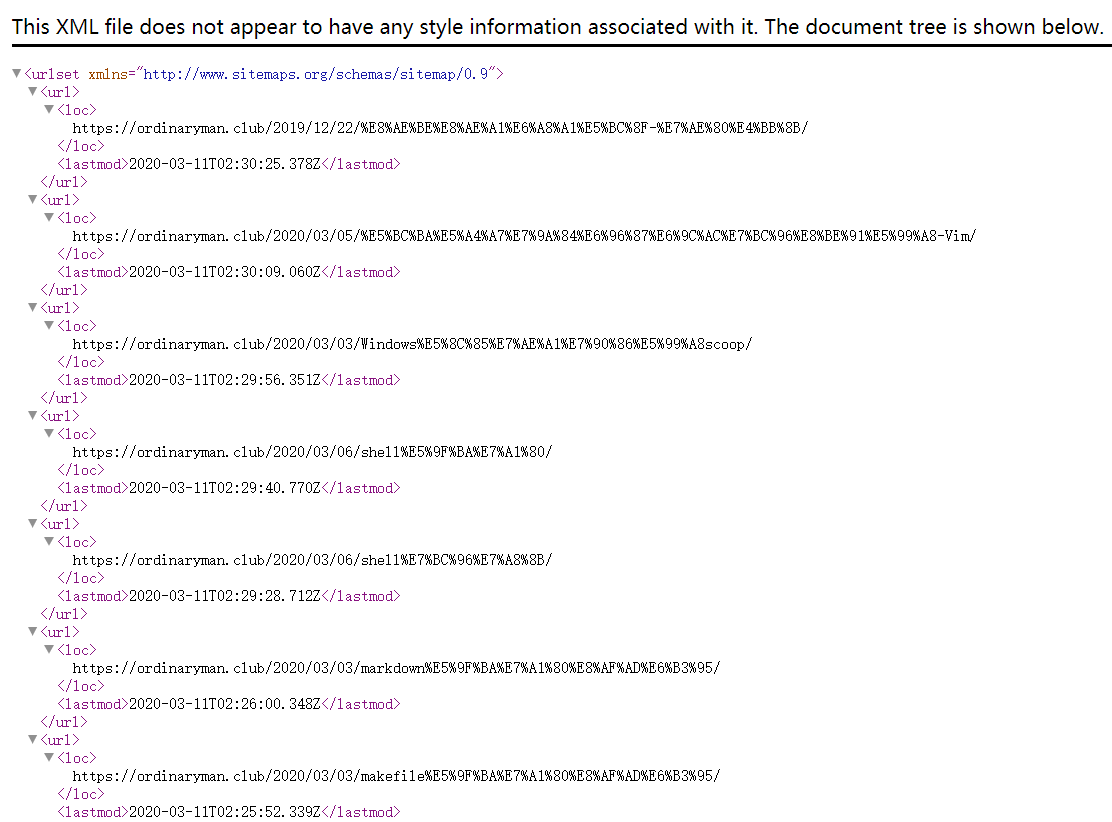 This XML file does not appear to have any style information associated with it. The document tree is shown below.
▼<urlset xmlns="http://www.sitemaps.org/schemas/sitemap/0.9">
▼<url>
▼<loc>
https://ordinaryman.club/2019/12/22/%E8%AE%BE%E8%AE%A1%E6%A8%A1%E5%BC%8F-%E7%AE%80%E4%BB%8B/
</loc>
<lastmod>2020-03-11T02:30:25.378Z</lastmod>
</url>
▼<url>
▼<loc>
https://ordinaryman.club/2020/03/05/%E5%BC%BA%E5%A4%A7%E7%9A%84%E6%96%87%E6%9C%AC%E7%BC%96%E8%BE%91%E5%99%A8-Vim/
</loc>
<lastmod>2020-03-11T02:30:09.060Z</lastmod>
</url>
▼<url>
▼<loc>
https://ordinaryman.club/2020/03/03/Windows%E5%8C%85%E7%AE%A1%E7%90%86%E5%99%A8scoop/
</loc>
<lastmod>2020-03-11T02:29:56.351Z</lastmod>
</url>
▼<url>
▼<loc>
https://ordinaryman.club/2020/03/06/shell%E5%9F%BA%E7%A1%80/
</loc>
<lastmod>2020-03-11T02:29:40.770Z</lastmod>
</url>
▼<url>
▼<loc>
https://ordinaryman.club/2020/03/06/shell%E7%BC%96%E7%A8%8B/
</loc>
<lastmod>2020-03-11T02:29:28.712Z</lastmod>
</url>
▼<url>
▼<loc>
https://ordinaryman.club/2020/03/03/markdown%E5%9F%BA%E7%A1%80%E8%AF%AD%E6%B3%95/
</loc>
<lastmod>2020-03-11T02:26:00.348Z</lastmod>
</url>
▼<url>
▼<loc>
https://ordinaryman.club/2020/03/03/makefile%E5%9F%BA%E7%A1%80%E8%AF%AD%E6%B3%95/
</loc>
<lastmod>2020-03-11T02:25:52.339Z</lastmod>